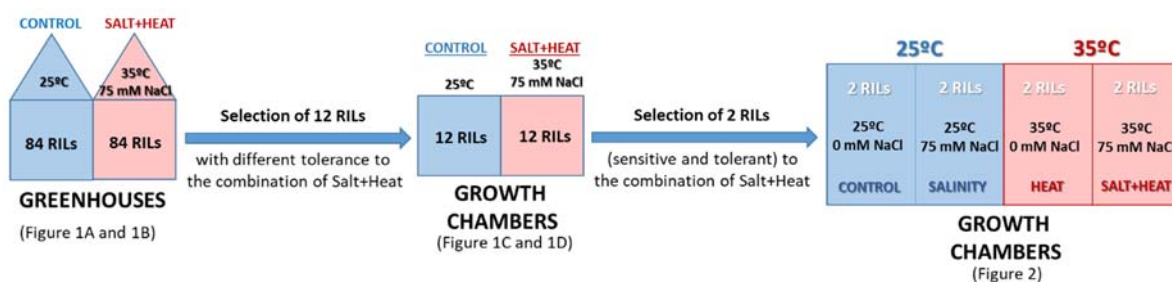 CONTROL
SALT+HEAT
25ºC
35ºC
75 mM NaCl
84 RILs
84 RILs
GREENHOUSES
(Figure 1A and 1B)
Selection of 12 RILs
with different tolerance to
the combination of Salt+Heat
CONTROL
SALT+HEAT
25ºC
35ºC
75 mM NaCl
12 RILs
12 RILs
GROWTH
CHAMBERS
(Figure 1C and 1D)
Selection of 2 RILs
(sensitive and tolerant) to
the combination of Salt+Heat
25ºC
35ºC
2 RILs
2 RILs
2 RILs
2 RILs
25ºC
0 mM NaCl
25ºC
75 mM NaCl
35ºC
0 mM NaCl
35ºC
75 mM NaCl
CONTROL
SALINITY
HEAT
SALT+HEAT
GROWTH
CHAMBERS
(Figure 2)